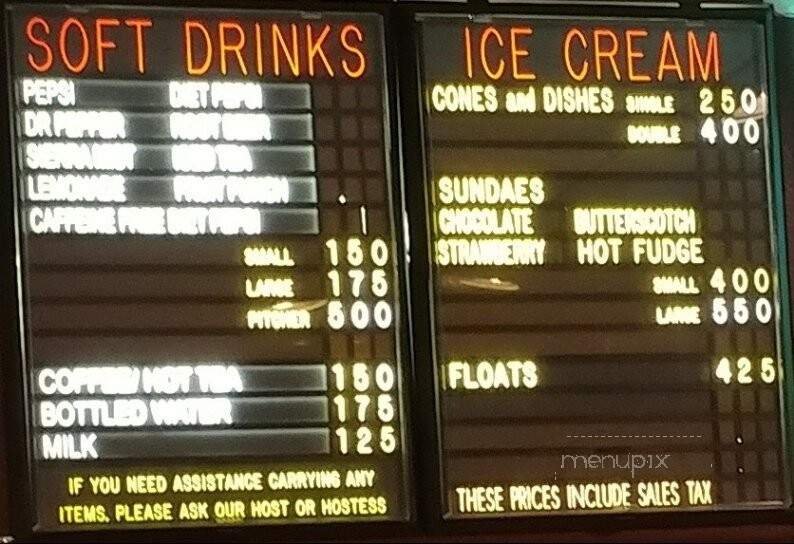 SOFT DRINKS
PEPSI DIET PEPSI
DR PEPPER ROOT BEER
SIERRA MIST ICED TEA
LEMONADE FRUIT PUNCH
CAFFEINE FREE DIET PEPSI
SMALL 150
LARGE 175
PITCHER 500
COFFEE/HOT TEA 150
BOTTLED WATER 175
MILK 125
IF YOU NEED ASSISTANCE CARRYING ANY
ITEMS, PLEASE ASK OUR HOST OR HOSTESS
ICE CREAM
CONES and DISHES SINGLE 250
DOUBLE 400
SUNDAES
CHOCOLATE BUTTERSCOTCH
STRAWBERRY HOT FUDGE
SMALL 400
LARGE 550
FLOATS 425
menupix
THESE PRICES INCLUDE SALES TAX